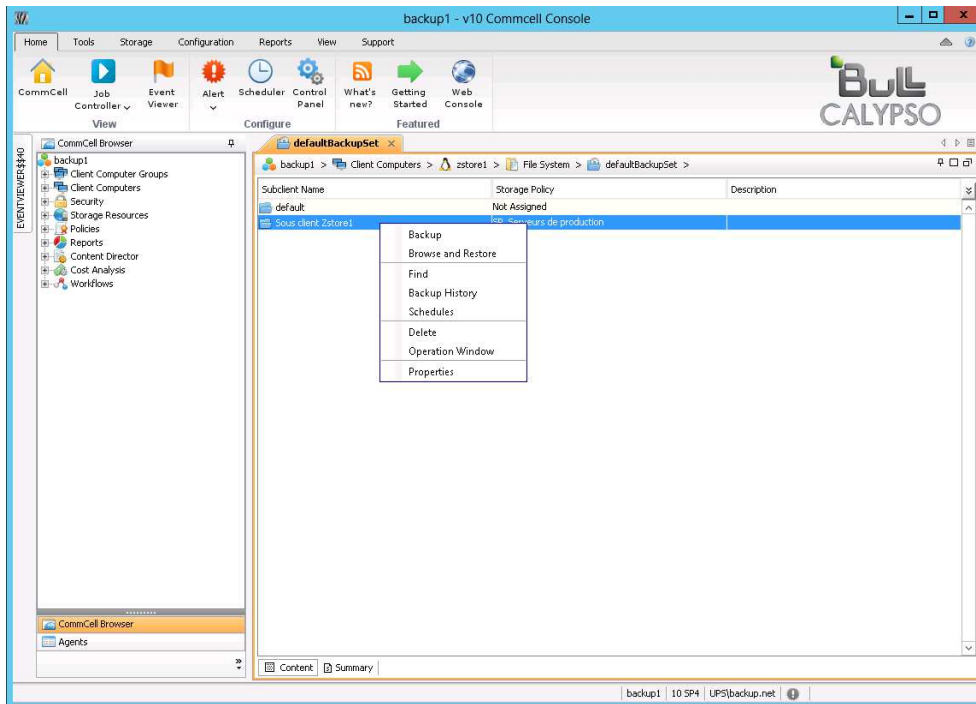 backup1 - v10 Commcell Console
Home Tools Storage Configuration Reports View Support
CommCell Job Controller Event Viewer Alert Scheduler Control Panel What's new? Getting Started Web Console
View Configure Featured
Bull
CALYPSO
EVENTVIEWER$$40
CommCell Browser
backup1
Client Computer Groups
Client Computers
Security
Storage Resources
Policies
Reports
Content Director
Cost Analysis
Workflows
CommCell Browser
Agents
defaultBackupSet
backup1 > Client Computers > zstore1 > File System > defaultBackupSet >
Subclient Name Storage Policy Description
default Not Assigned
Sous client Zstore1 SP_Serveurs de production
Backup
Browse and Restore
Find
Backup History
Schedules
Delete
Operation Window
Properties
Content Summary
backup1 10 SP4 UPS\backup.net